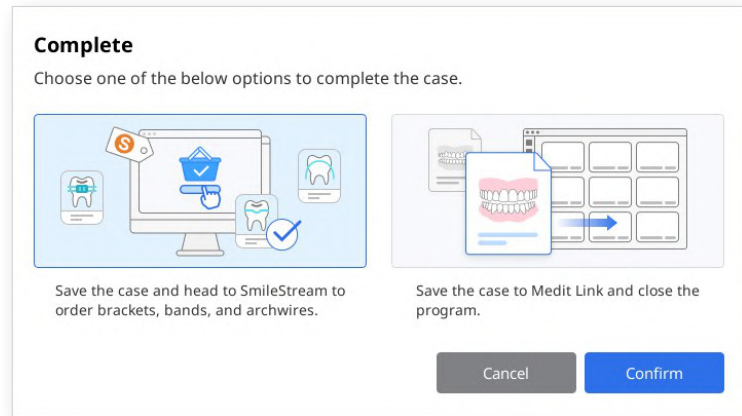 Complete
Choose one of the below options to complete the case.
S
Save the case and head to SmileStream to
order brackets, bands, and archwires.
Save the case to Medit Link and close the
program.
Cancel
Confirm